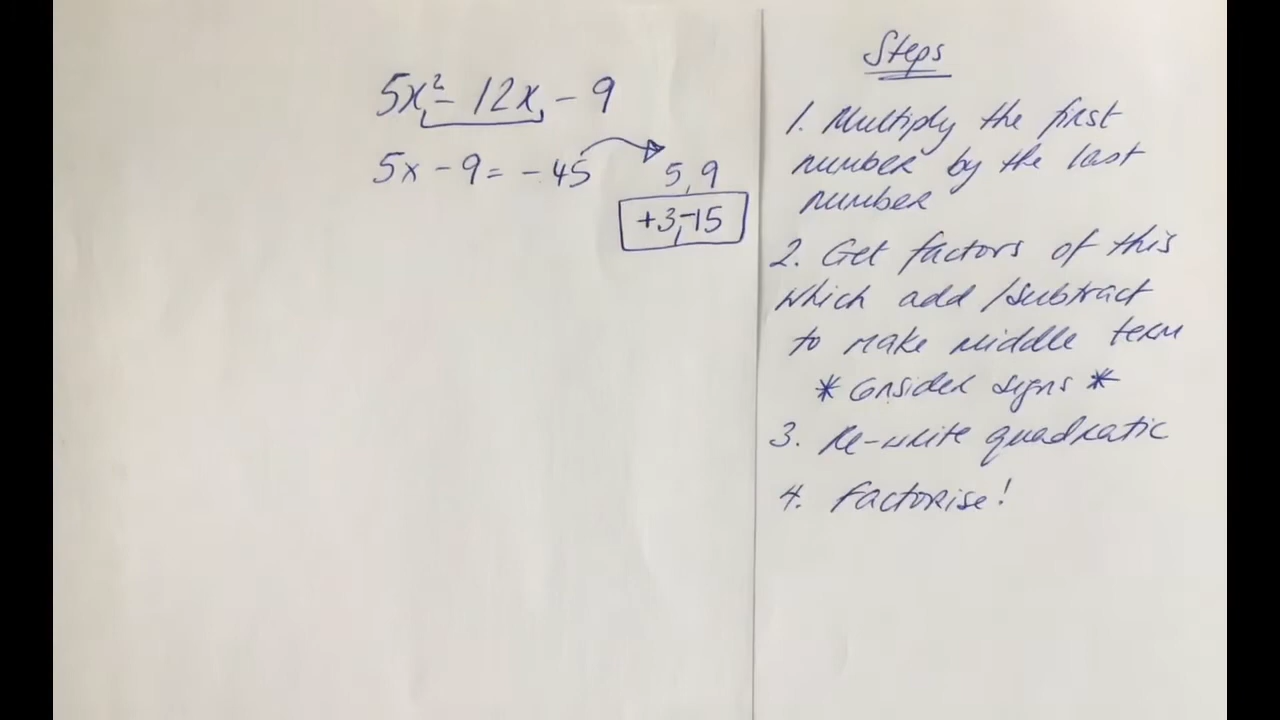 5x² - 12x - 9
5x - 9 = - 45
5, 9
+3, -15
Steps
1. Multiply the first
number by the last
number
2. Get factors of this
which add /subtract
to make middle term
* Consider signs *
3. Re-write quadratic
4. Factorise!